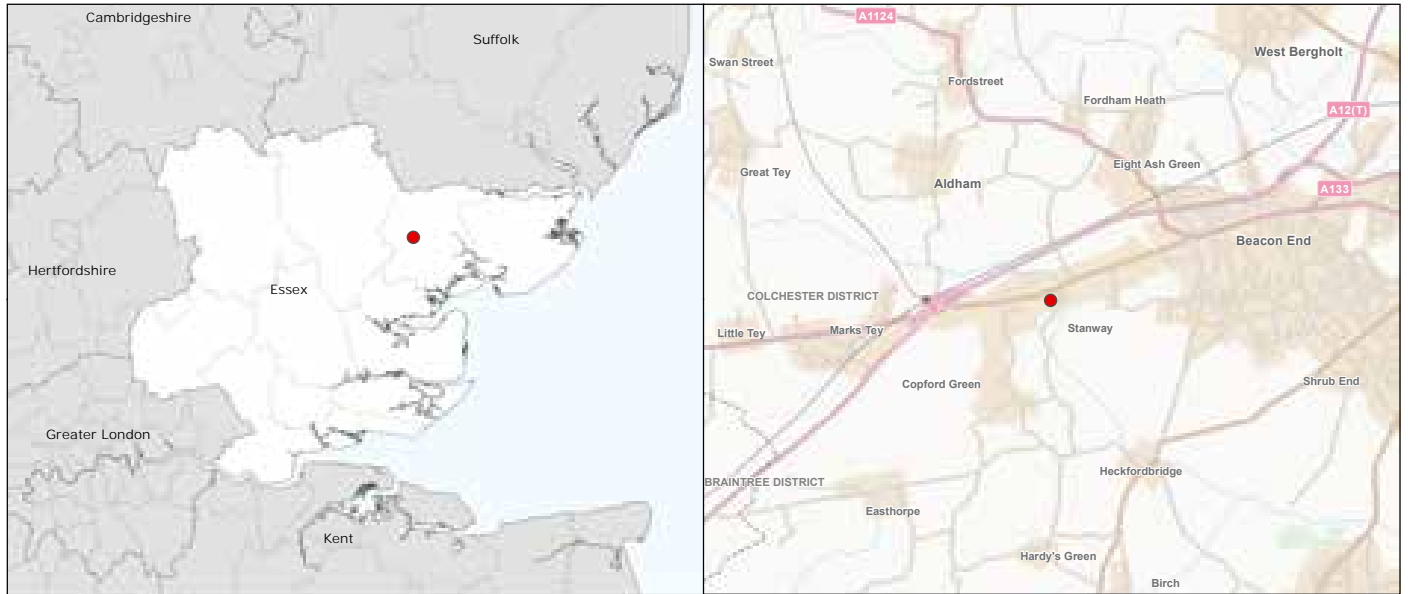 Cambridgeshire
Suffolk
Hertfordshire
Essex
Greater London
Kent
A1124
West Bergholt
Swan Street
Fordstreet
Fordham Heath
A12(T)
Eight Ash Green
Great Tey
Aldham
A133
Beacon End
COLCHESTER DISTRICT
Little Tey
Marks Tey
Stanway
Copford Green
Shrub End
Heckfordbridge
BRAINTREE DISTRICT
Easthorpe
Hardy's Green
Birch